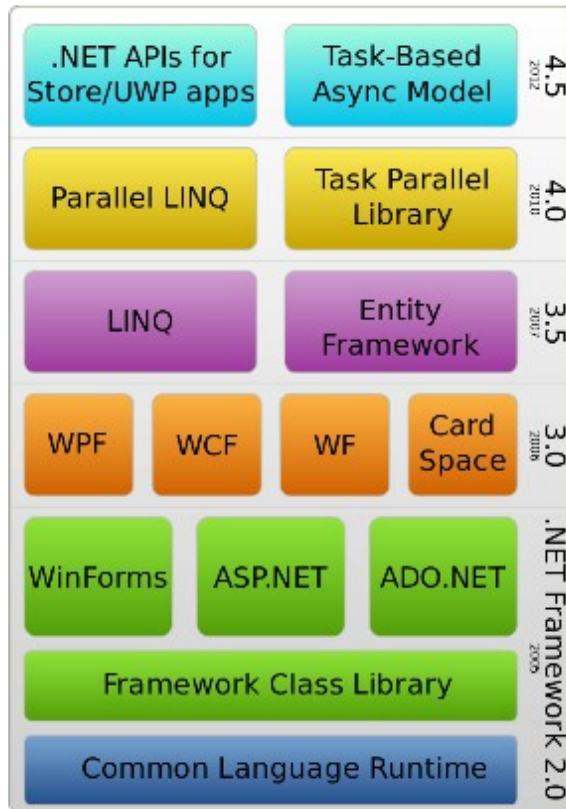 .NET APIs for
Store/UWP apps
Task-Based
Async Model
4.5
2012
Parallel LINQ
Task Parallel
Library
4.0
2010
LINQ
Entity
Framework
3.5
2007
WPF
WCF
WF
Card
Space
3.0
2006
WinForms
ASP.NET
ADO.NET
Framework Class Library
Common Language Runtime
.NET Framework 2.0
2005